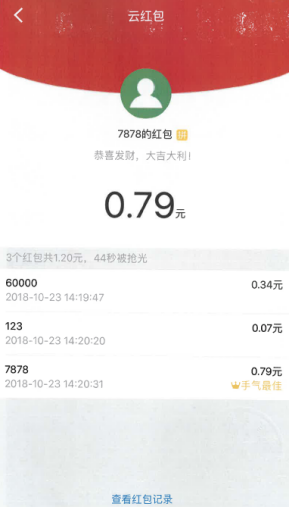 云红包
7878的红包 拼
恭喜发财，大吉大利!
0.79元
3个红包共1.20元，44秒被抢光
60000 0.34元
2018-10-23 14:19:47
123 0.07元
2018-10-23 14:20:20
7878 0.79元
2018-10-23 14:20:31 手气最佳
查看红包记录